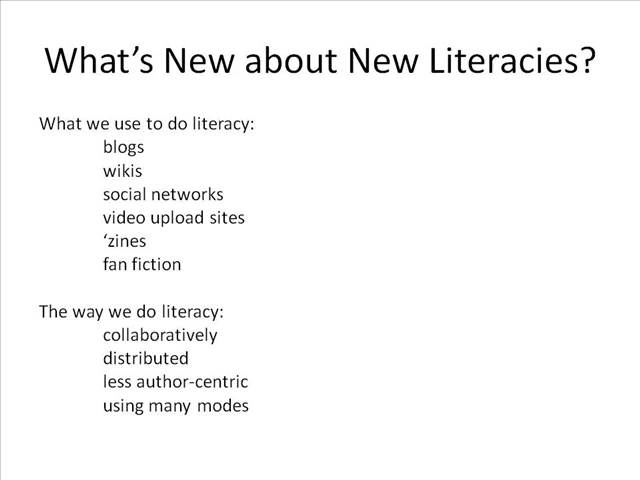 What’s New about New Literacies?
What we use to do literacy:
blogs
wikis
social networks
video upload sites
‘zines
fan fiction
The way we do literacy:
collaboratively
distributed
less author-centric
using many modes